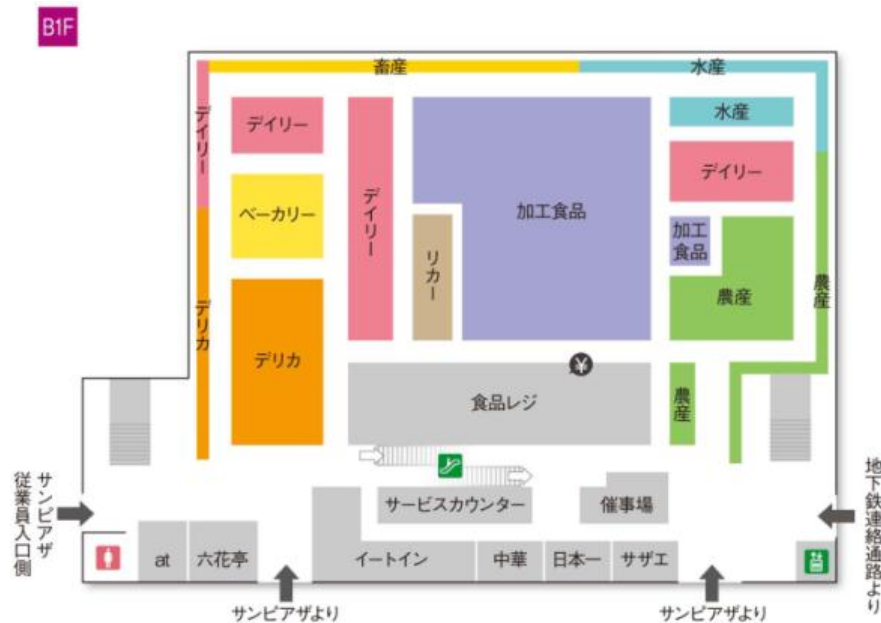 B1F
畜産
水産
デイリー
デイリー
デイリー
加工食品
水産
デイリー
ベーカリー
リカー
加工
食品
農産
農産
デリカ
デリカ
¥
食品レジ
農産
サンピアザ
従業員入口側
サービスカウンター
催事場
地下鉄連絡通路より
at
六花亭
イートイン
中華
日本一
サザエ
サンピアザより
サンピアザより